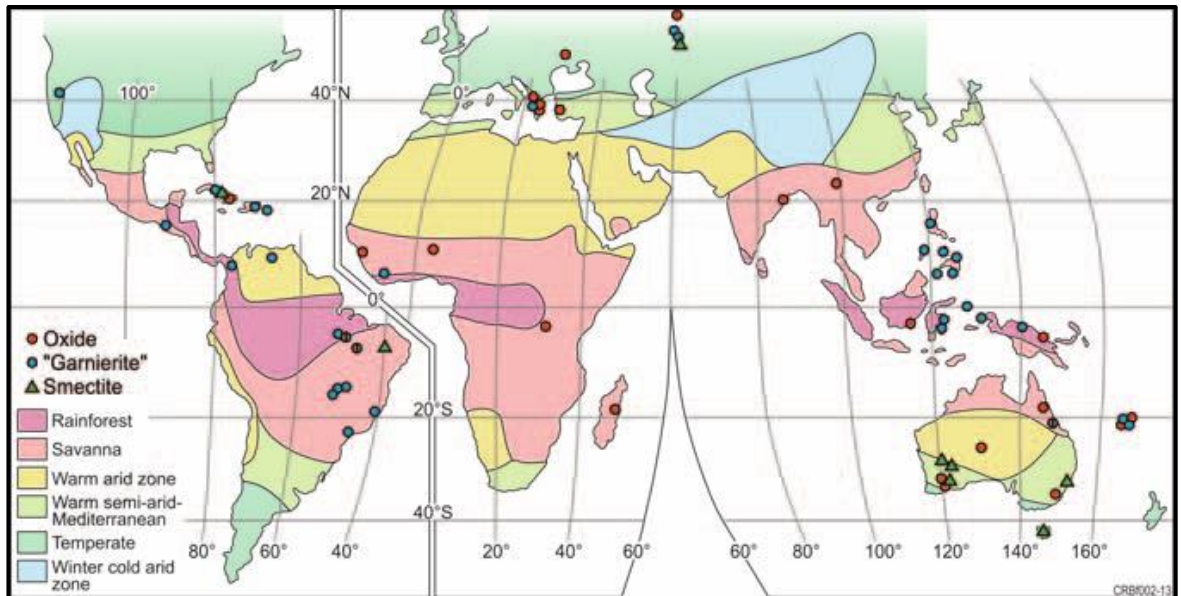 100°
0°
40°N
20°N
0°
Oxide
"Garnierite"
Smectite
Rainforest
Savanna
Warm arid zone
Warm semi-arid-
Mediterranean
Temperate
Winter cold arid
zone
20°S
40°S
80°
60°
40°
20°
40°
60°
60°
80°
100°
120°
140°
160°
CRBf002-13